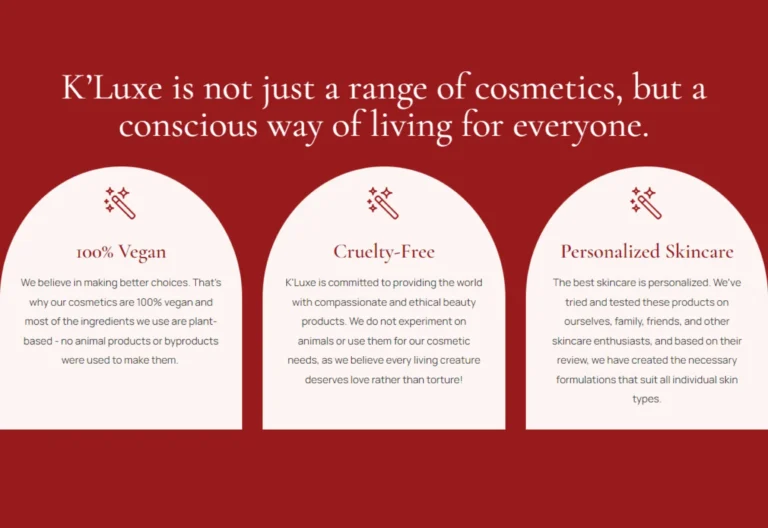 K’Luxe is not just a range of cosmetics, but a
conscious way of living for everyone.
100% Vegan
We believe in making better choices. That's
why our cosmetics are 100% vegan and
most of the ingredients we use are plant-
based - no animal products or byproducts
were used to make them.
Cruelty-Free
K'Luxe is committed to providing the world
with compassionate and ethical beauty
products. We do not experiment on
animals or use them for our cosmetic
needs, as we believe every living creature
deserves love rather than torture!
Personalized Skincare
The best skincare is personalized. We've
tried and tested these products on
ourselves, family, friends, and other
skincare enthusiasts, and based on their
review, we have created the necessary
formulations that suit all individual skin
types.